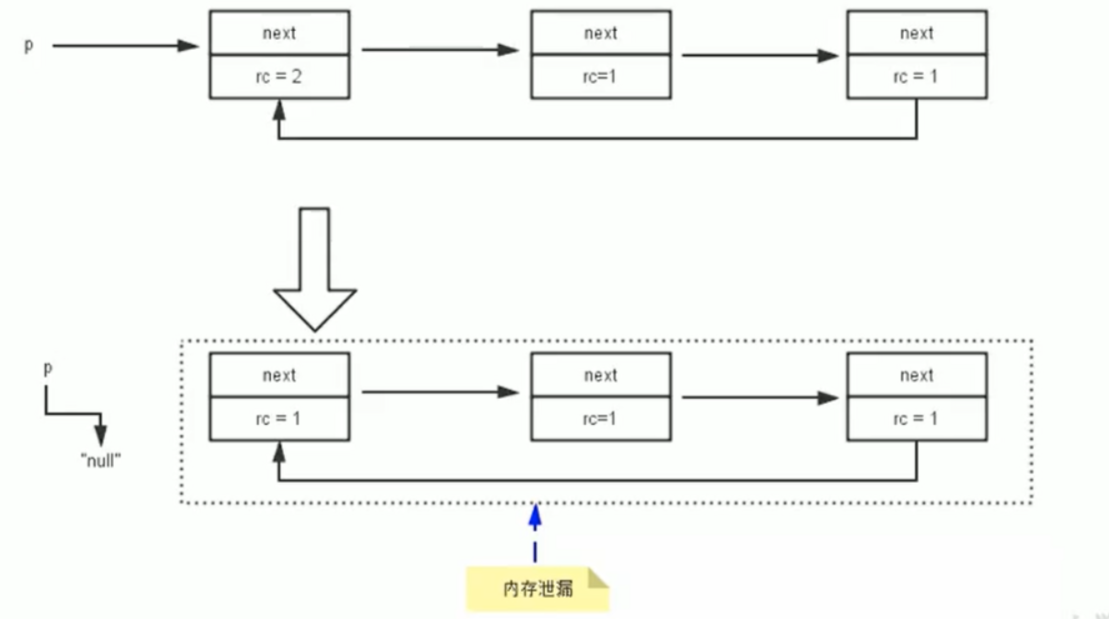 p
next
next
next
rc = 2
rc=1
rc = 1
p
next
next
next
rc = 1
rc=1
rc = 1
"null"
内存泄漏